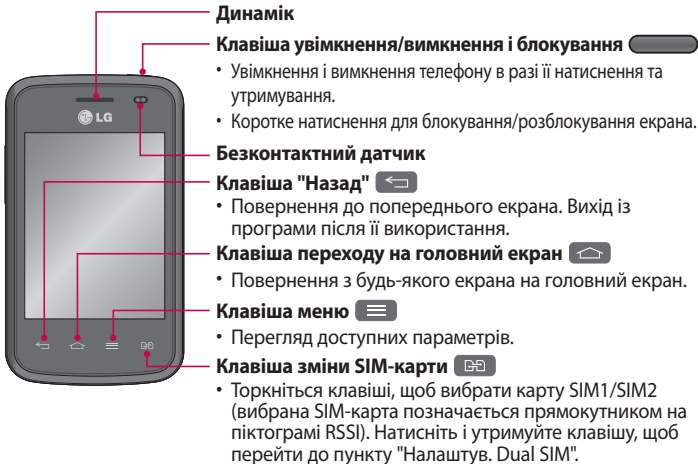 Динамік
Клавіша увімкнення/вимкнення і блокування
• Увімкнення і вимкнення телефону в разі її натиснення та
утримування.
• Коротке натиснення для блокування/розблокування екрана.
LG
Безконтактний датчик
Клавіша "Назад"
• Повернення до попереднього екрана. Вихід із
програми після її використання.
Клавіша переходу на головний екран
• Повернення з будь-якого екрана на головний екран.
Клавіша меню
• Перегляд доступних параметрів.
Клавіша зміни SIM-карти
• Торкніться клавіші, щоб вибрати карту SIM1/SIM2
(вибрана SIM-карта позначається прямокутником на
піктограмі RSSI). Натисніть і утримуйте клавішу, щоб
перейти до пункту "Налаштув. Dual SIM".